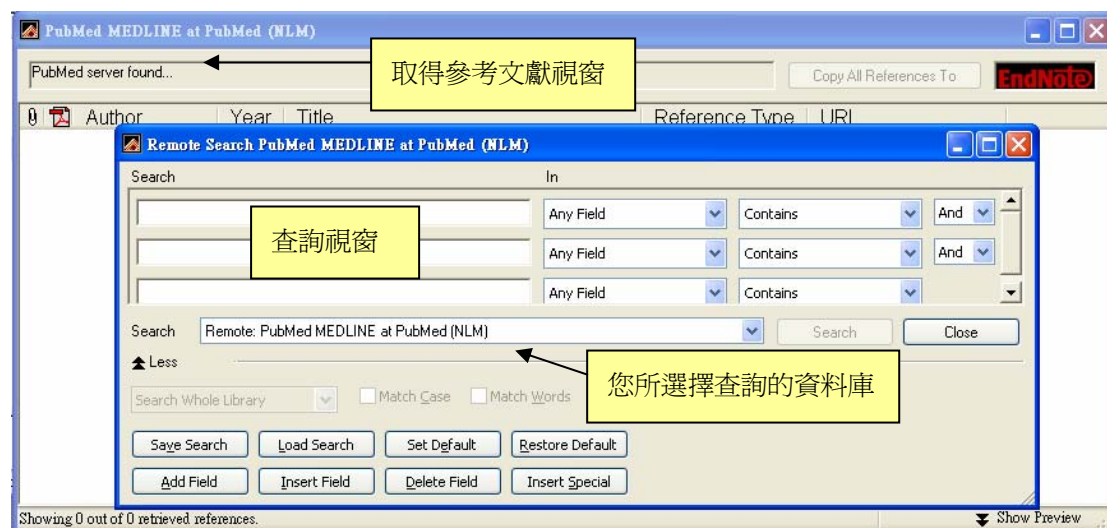 PubMed MEDLINE at PubMed (NLM)
PubMed server found...
取得參考文獻視窗
Copy All References To
EndNote
Author Year Title Reference Type URL
Remote Search PubMed MEDLINE at PubMed (NLM)
Search In
Any Field Contains And
查詢視窗
Any Field Contains And
Any Field Contains
Search Remote: PubMed MEDLINE at PubMed (NLM) Search Close
Less
您所選擇查詢的資料庫
Search Whole Library Match Case Match Words
Save Search Load Search Set Default Restore Default
Add Field Insert Field Delete Field Insert Special
Showing 0 out of 0 retrieved references. Show Preview